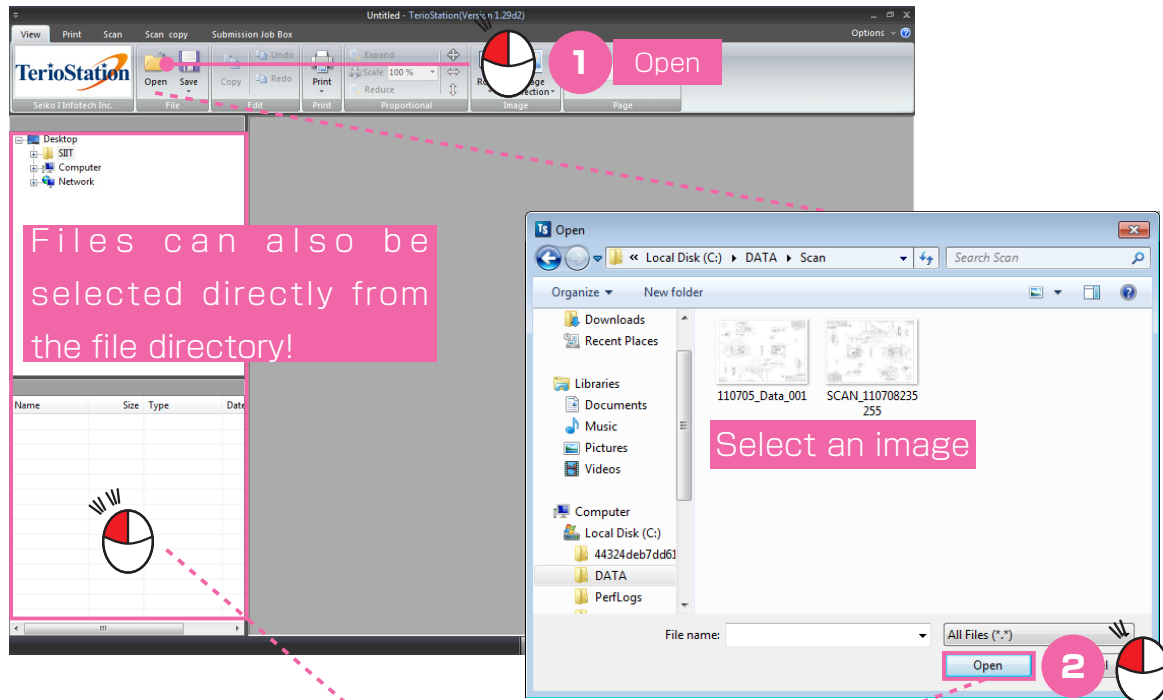 Untitled - TerioStation(Version 1.29d2)
View Print Scan Scan copy Submission Job Box Options
TerioStation
Seiko I Infotech Inc.
Open Save
File
Copy Undo Redo
Edit
Print
Print
Expand
Scale 100 %
Reduce
Proportional
Image
Page
1 Open
Desktop
SIIT
Computer
Network
Files can also be
selected directly from
the file directory!
Name Size Type Date
Open
« Local Disk (C:) DATA Scan
Search Scan
Organize New folder
Downloads
Recent Places
Libraries
Documents
Music
Pictures
Videos
Computer
Local Disk (C:)
44324deb7dd61
DATA
PerfLogs
110705_Data_001
SCAN_110708235
255
Select an image
File name:
All Files (*.*)
Open
2